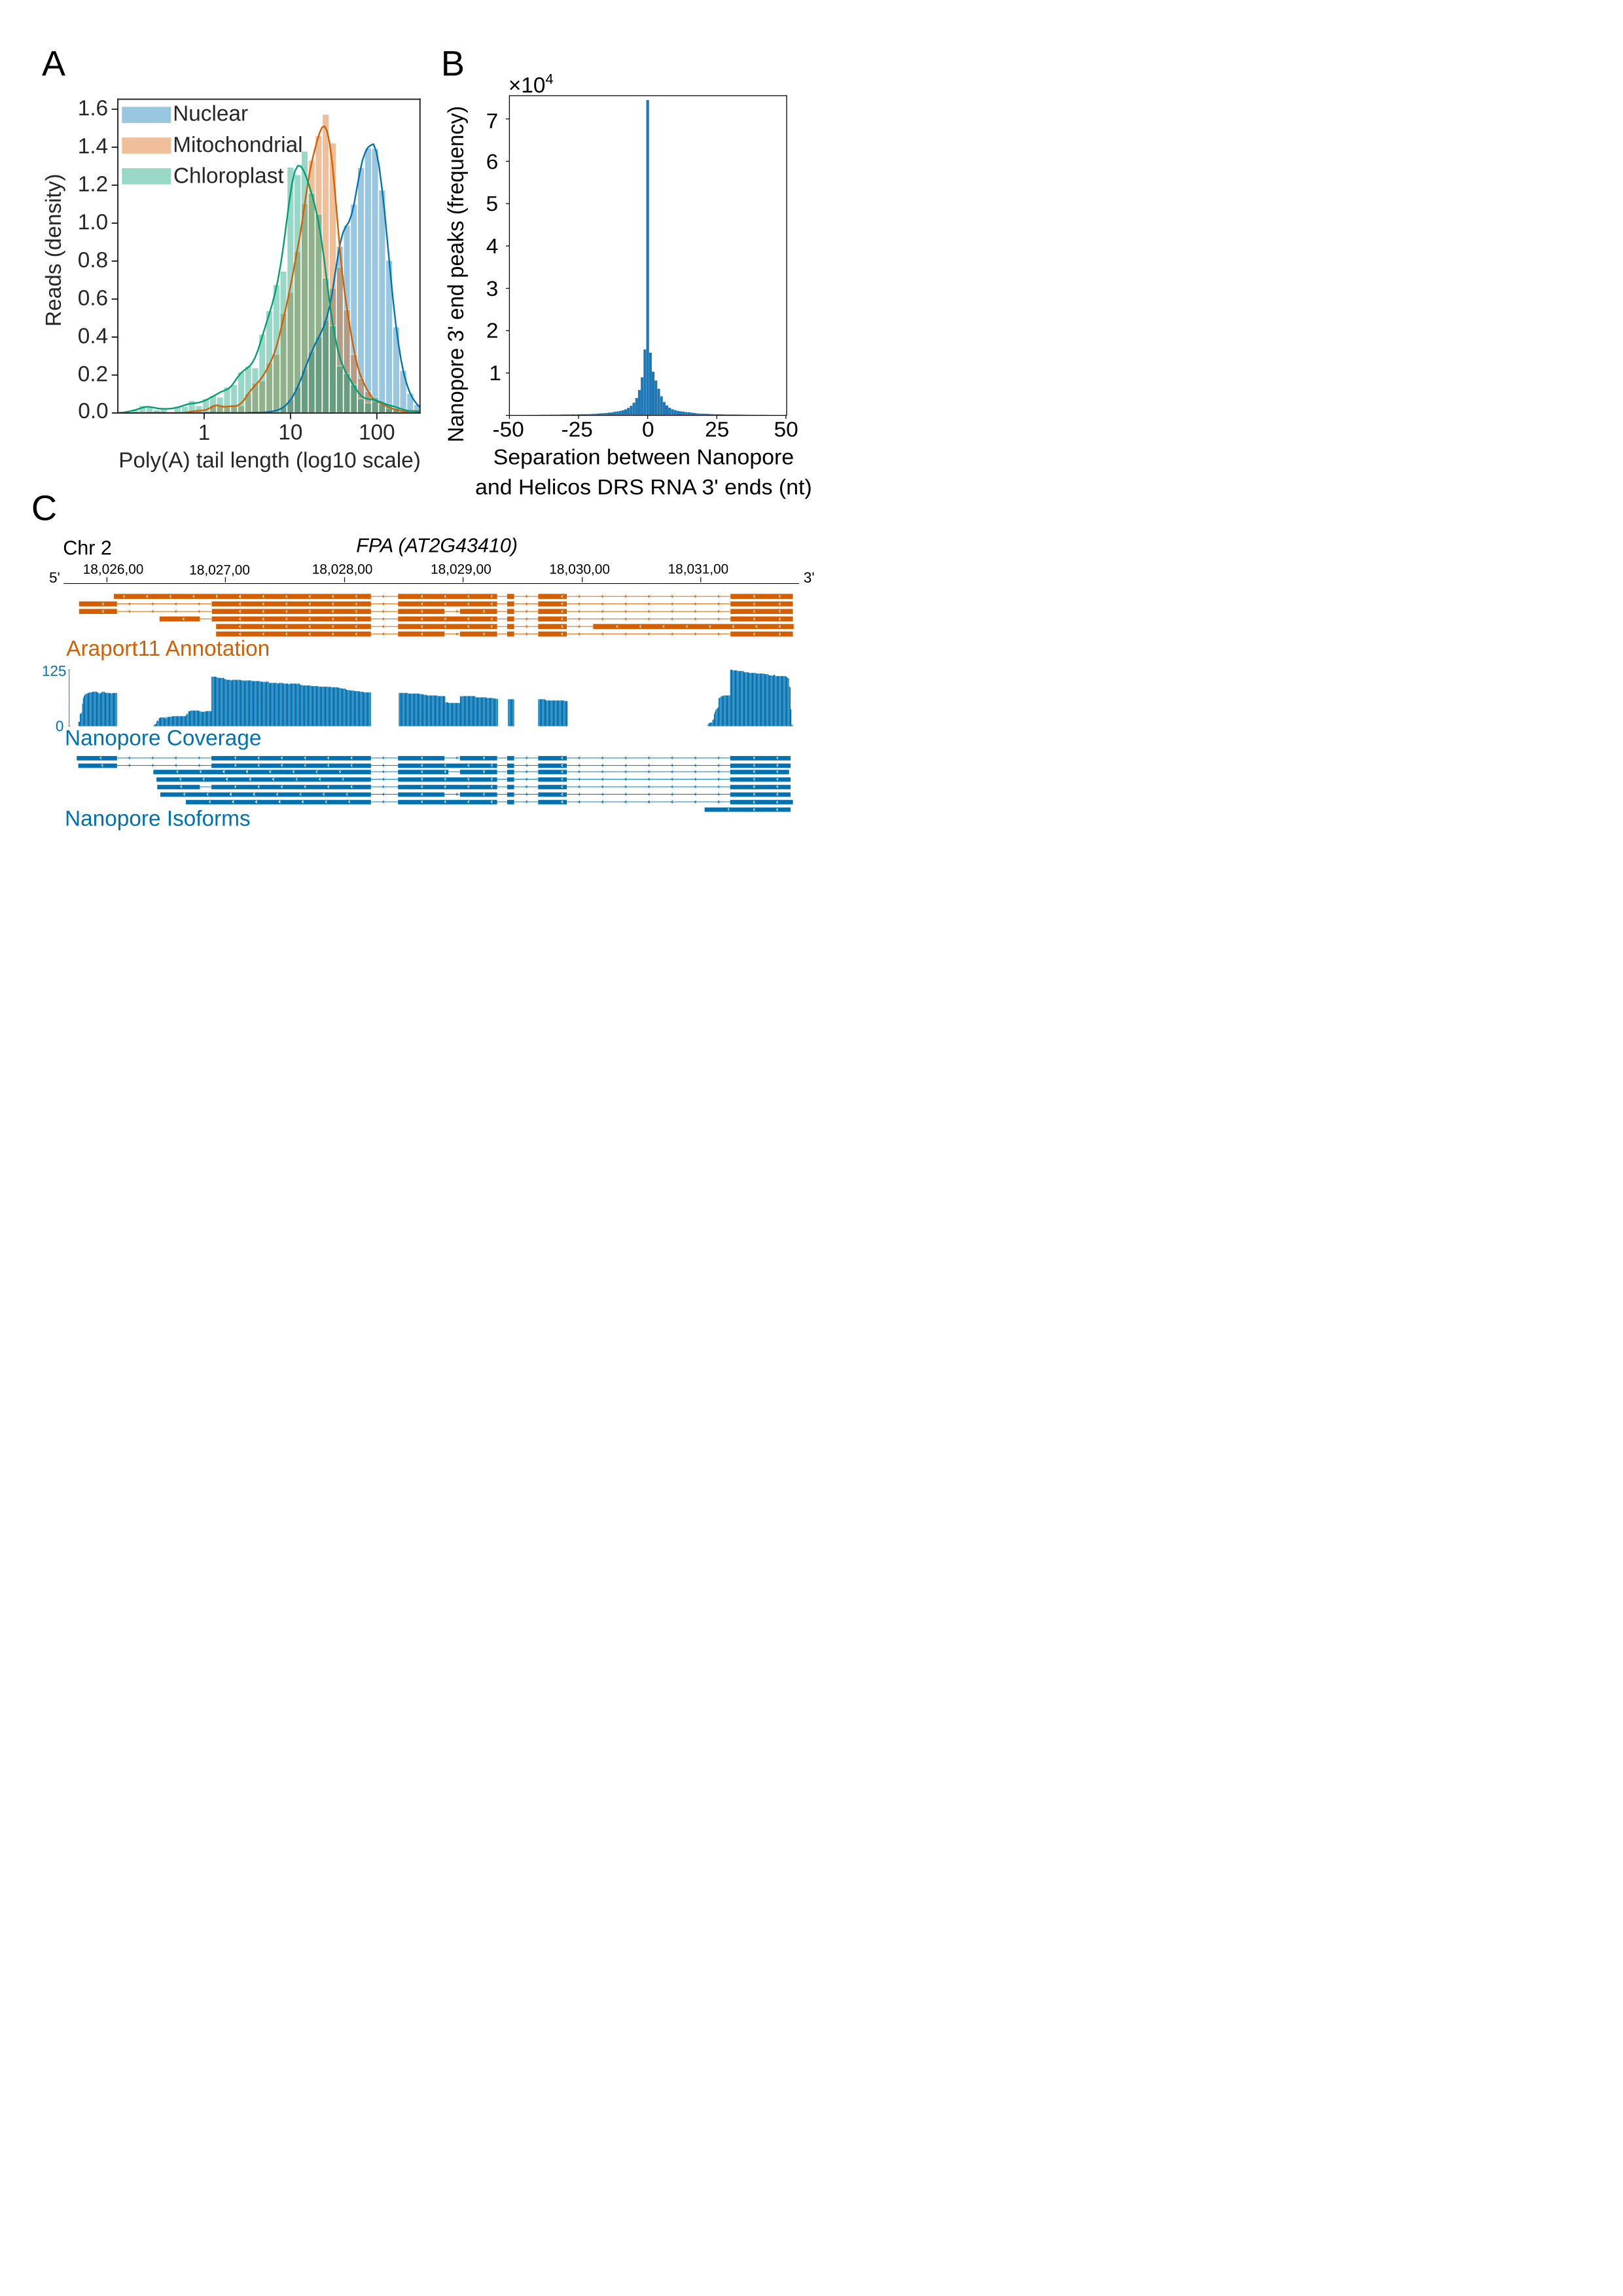 A
1.6
1.4
1.2
1.0
0.8
0.6
0.4
0.2
0.0
Reads (density)
Nuclear
Mitochondrial
Chloroplast
1 10 100
Poly(A) tail length (log10 scale)
B
×10⁴
7
6
5
4
3
2
1
Nanopore 3' end peaks (frequency)
-50 -25 0 25 50
Separation between Nanopore
and Helicos DRS RNA 3' ends (nt)
C
Chr 2
FPA (AT2G43410)
18,026,00 18,027,00 18,028,00 18,029,00 18,030,00 18,031,00
5' 3'
Araport11 Annotation
125
0
Nanopore Coverage
Nanopore Isoforms